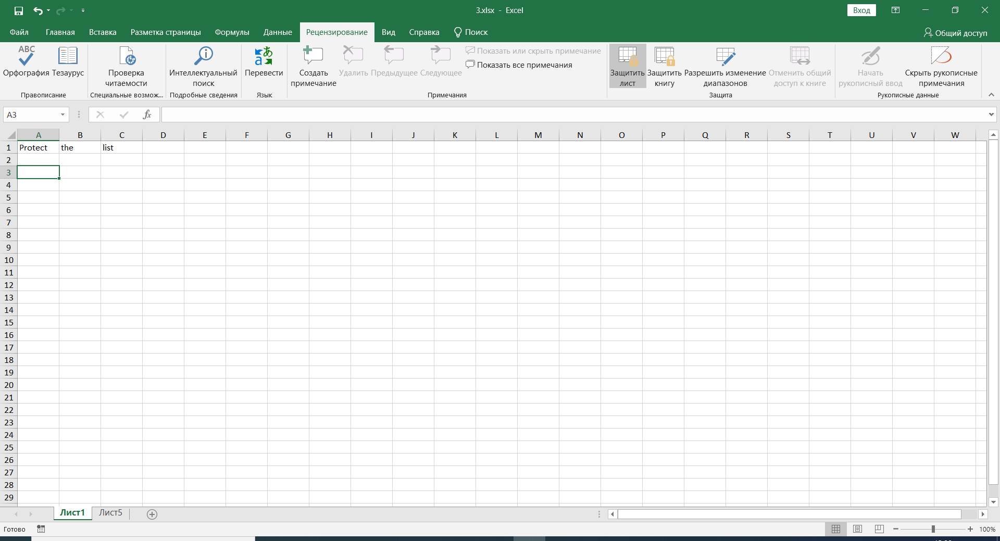 3.xlsx - Excel
Вход
Файл Главная Вставка Разметка страницы Формулы Данные Рецензирование Вид Справка Поиск Общий доступ
ABC
Орфография
Тезаурус
Правописание
Проверка
читаемости
Специальные возмож...
Интеллектуальный
поиск
Подробные сведения
Перевести
Язык
Создать
примечание
Удалить
Предыдущее
Следующее
Показать или скрыть примечание
Показать все примечания
Примечания
Защитить
лист
Защитить
книгу
Разрешить изменение
диапазонов
Отменить общий
доступ к книге
Защита
Начать
рукописный ввод
Скрыть рукописные
примечания
Рукописные данные
A3 fx
A B C D E F G H I J K L M N O P Q R S T U V W
1 Protect the list
2
3
4
5
6
7
8
9
10
11
12
13
14
15
16
17
18
19
20
21
22
23
24
25
26
27
28
29
Лист1 Лист5
Готово 100%